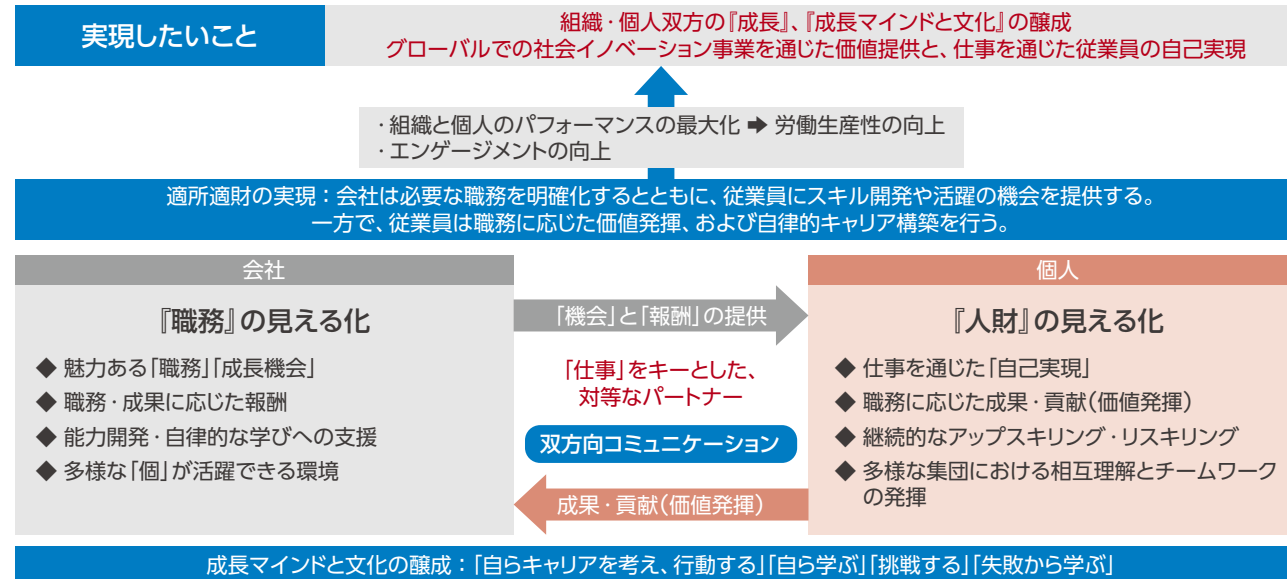 実現したいこと
組織・個人双方の『成長』、『成長マインドと文化』の醸成
グローバルでの社会イノベーション事業を通じた価値提供と、仕事を通じた従業員の自己実現
・組織と個人のパフォーマンスの最大化 ➡ 労働生産性の向上
・エンゲージメントの向上
適所適財の実現：会社は必要な職務を明確化するとともに、従業員にスキル開発や活躍の機会を提供する。
一方で、従業員は職務に応じた価値発揮、および自律的キャリア構築を行う。
会社
『職務』の見える化
◆ 魅力ある「職務」「成長機会」
◆ 職務・成果に応じた報酬
◆ 能力開発・自律的な学びへの支援
◆ 多様な「個」が活躍できる環境
「機会」と「報酬」の提供
「仕事」をキーとした、
対等なパートナー
双方向コミュニケーション
成果・貢献（価値発揮）
個人
『人財』の見える化
◆ 仕事を通じた「自己実現」
◆ 職務に応じた成果・貢献（価値発揮）
◆ 継続的なアップスキリング・リスキリング
◆ 多様な集団における相互理解とチームワーク
の発揮
成長マインドと文化の醸成：「自らキャリアを考え、行動する」「自ら学ぶ」「挑戦する」「失敗から学ぶ」